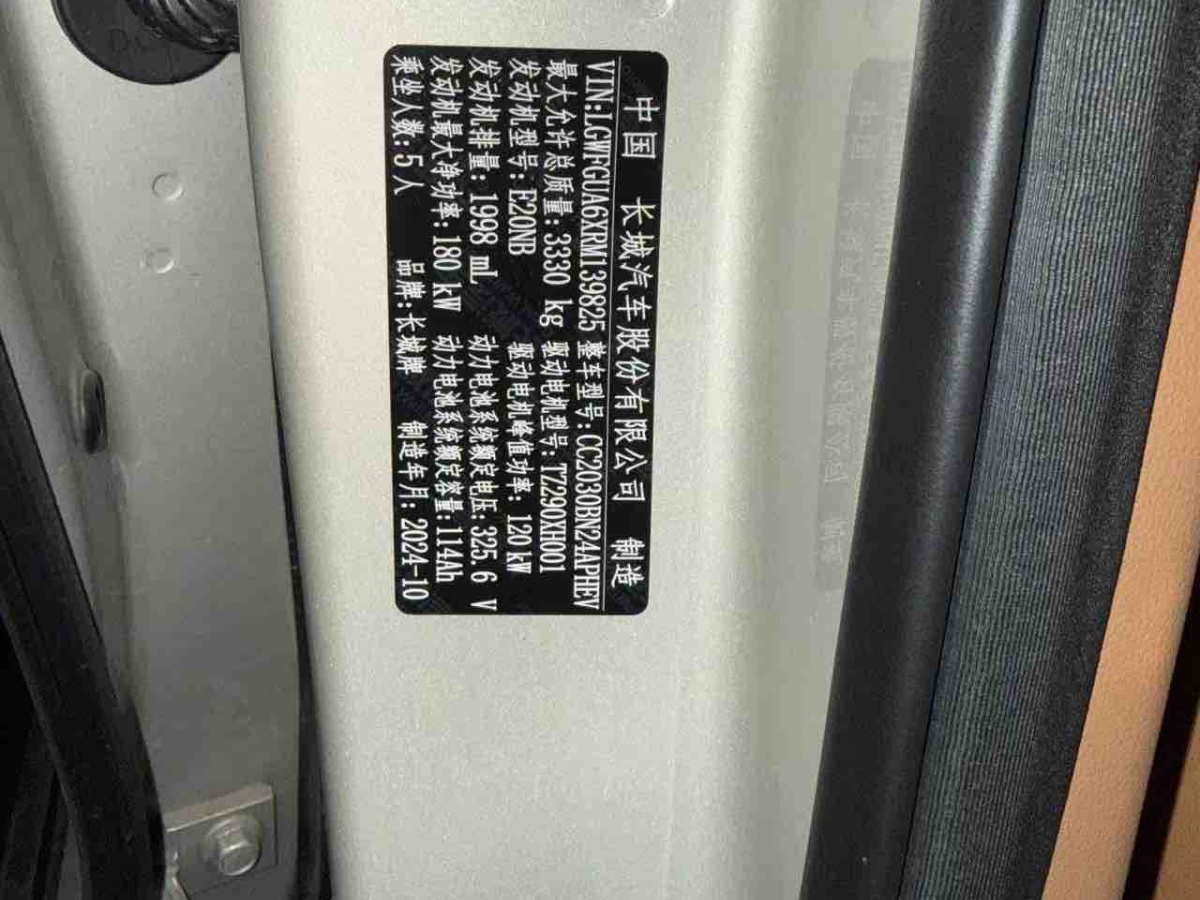 中国 长城汽车股份有限公司 制造
VIN:LGWFGUA6XRM139825 整车型号:CC2030BN24APHEV
最大允许总质量:3330 kg 驱动电机型号:TZ290XH001
发动机型号:E20NB 驱动电机峰值功率:120 kW
发动机排量:1998 mL 动力电池系统额定电压:325.6 V
发动机最大净功率:180 kW 动力电池系统额定容量:114Ah
乘坐人数:5人 品牌:长城牌 制造年月:2024-10